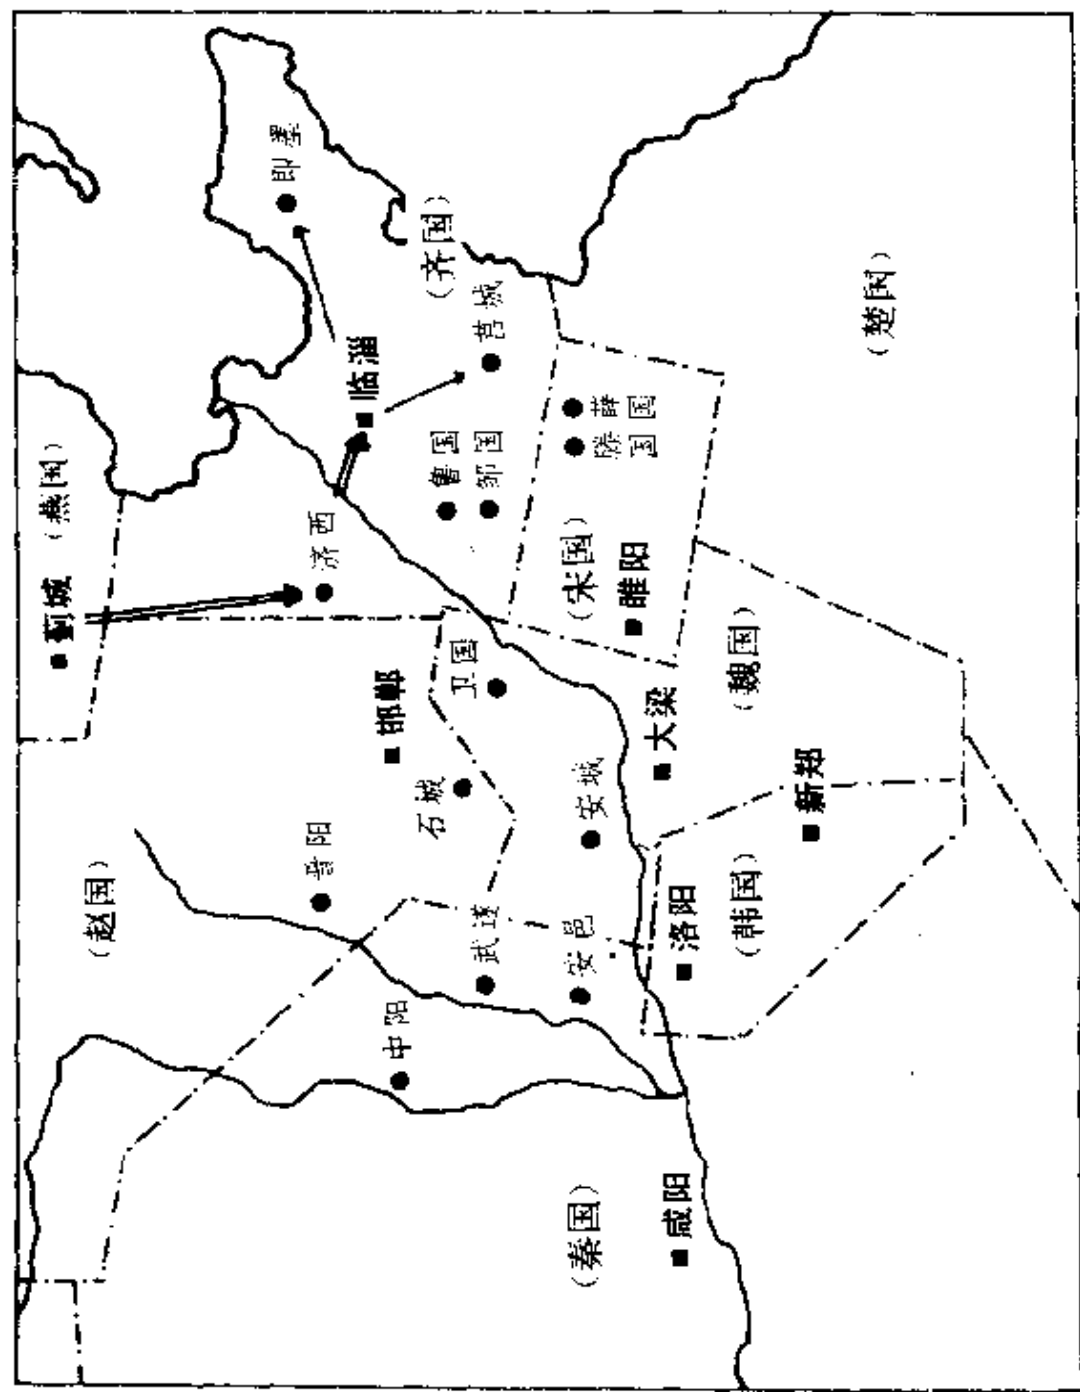 蓟城
（燕国）
（赵国）
即墨
晋阳
济西
临淄
中阳
邯郸
石城
卫国
鲁国
（齐国）
武遂
邹国
莒城
安邑
安城
（秦国）
（宋国）
滕国
薛国
睢阳
咸阳
洛阳
大梁
（韩国）
（魏国）
新郑
（楚国）